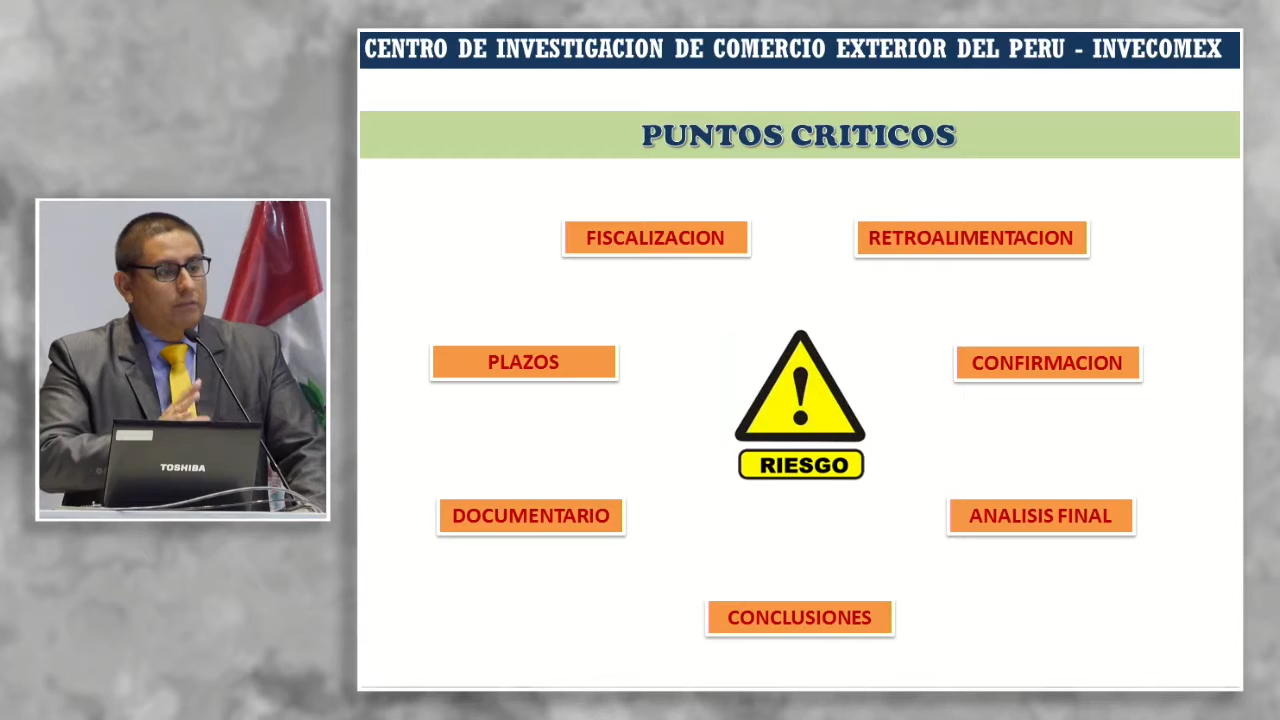 CENTRO DE INVESTIGACION DE COMERCIO EXTERIOR DEL PERU - INVECOMEX
PUNTOS CRITICOS
FISCALIZACION
RETROALIMENTACION
PLAZOS
CONFIRMACION
RIESGO
TOSHIBA
DOCUMENTARIO
ANALISIS FINAL
CONCLUSIONES